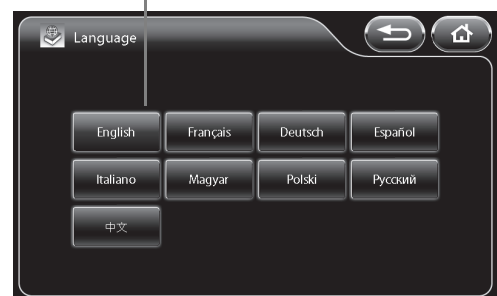 Language
English Français Deutsch Español
Italiano Magyar Polski Русский
中文